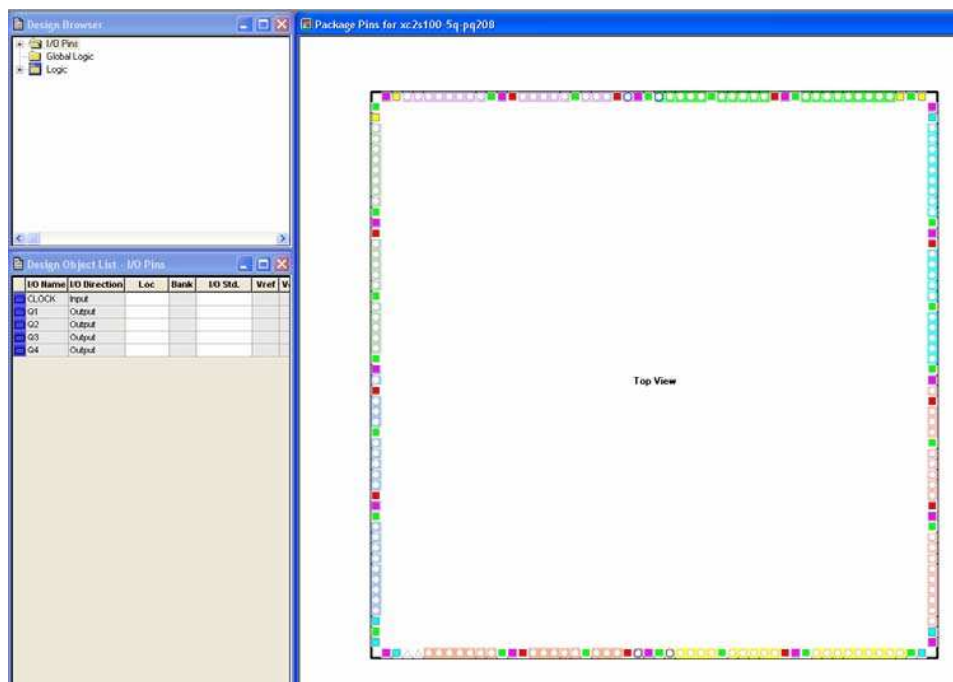 Design Browser
Package Pins for xc2s100-5q-pq208
I/O Pins
Global Logic
Logic
Design Object List - I/O Pins
I/O Name I/O Direction Loc Bank I/O Std. Vref
CLOCK Input
Q1 Output
Q2 Output
Q3 Output
Q4 Output
Top View